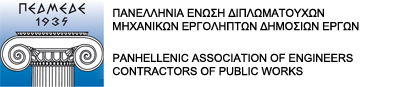 ΠΕΔΜΕΔΕ
1935
ΠΑΝΕΛΛΗΝΙΑ ΕΝΩΣΗ ΔΙΠΛΩΜΑΤΟΥΧΩΝ
ΜΗΧΑΝΙΚΩΝ ΕΡΓΟΛΗΠΤΩΝ ΔΗΜΟΣΙΩΝ ΕΡΓΩΝ
PANHELLENIC ASSOCIATION OF ENGINEERS
CONTRACTORS OF PUBLIC WORKS